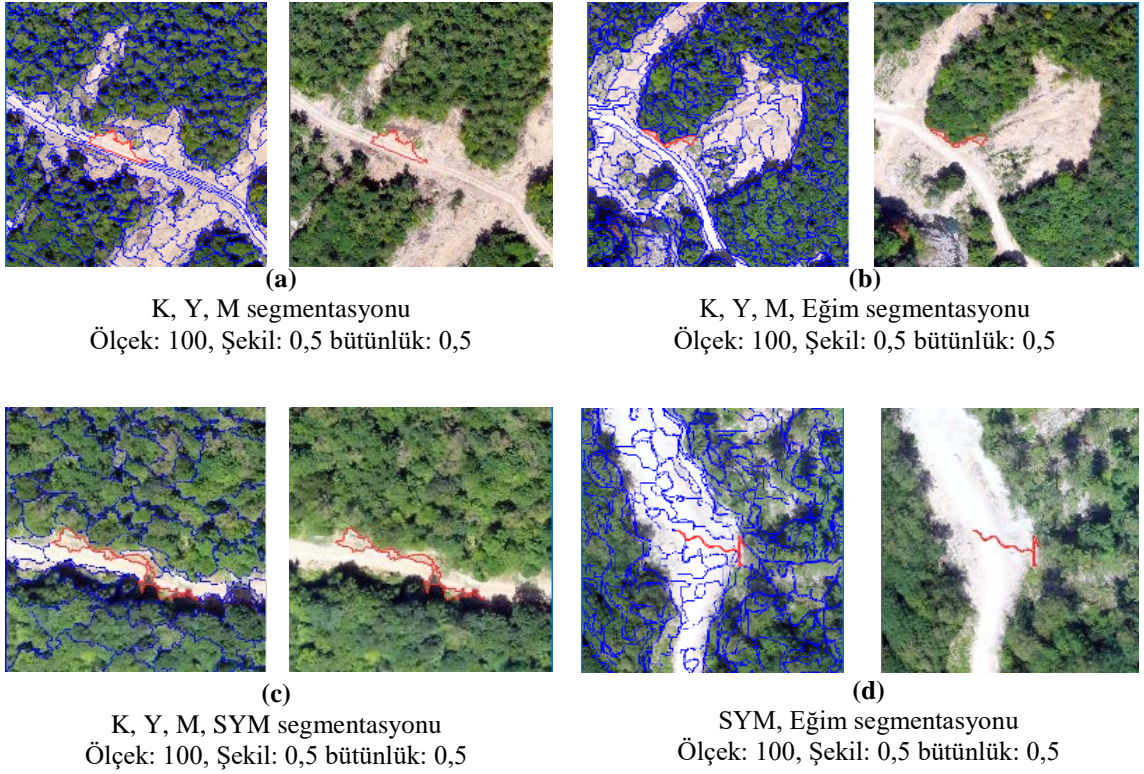 (a)
K, Y, M segmentasyonu
Ölçek: 100, Şekil: 0,5 bütünlük: 0,5
(b)
K, Y, M, Eğim segmentasyonu
Ölçek: 100, Şekil: 0,5 bütünlük: 0,5
(c)
K, Y, M, SYM segmentasyonu
Ölçek: 100, Şekil: 0,5 bütünlük: 0,5
(d)
SYM, Eğim segmentasyonu
Ölçek: 100, Şekil: 0,5 bütünlük: 0,5